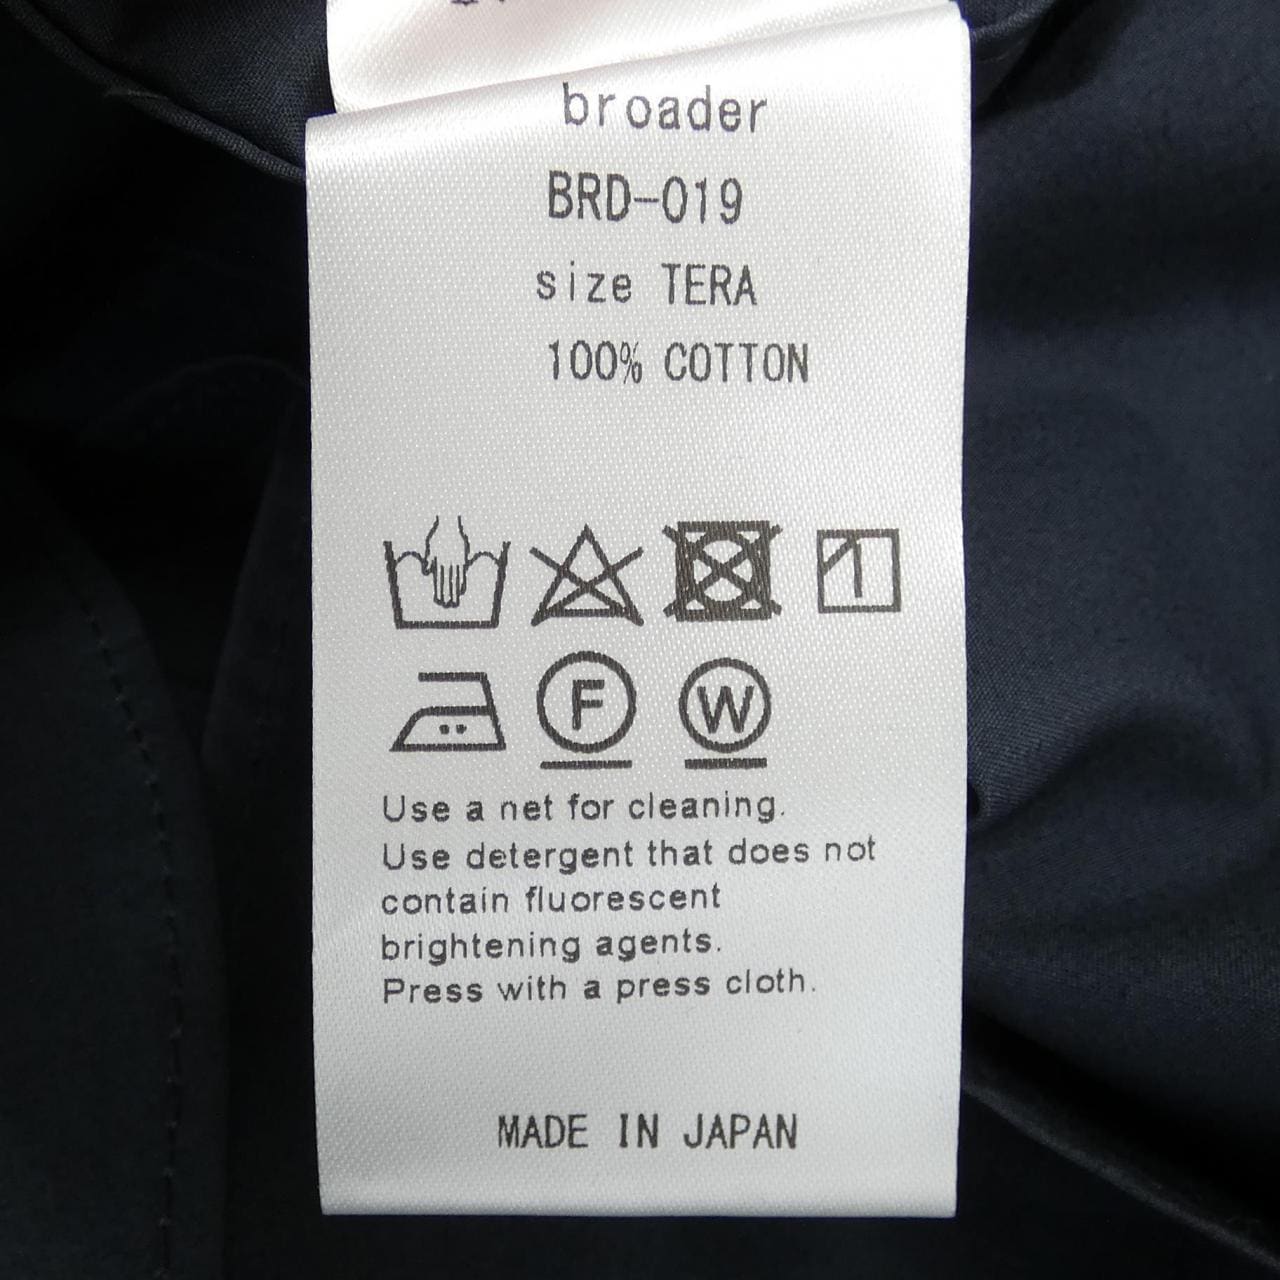 broader
BRD-019
size TERA
100% COTTON
F W
Use a net for cleaning.
Use detergent that does not
contain fluorescent
brightening agents.
Press with a press cloth.
MADE IN JAPAN